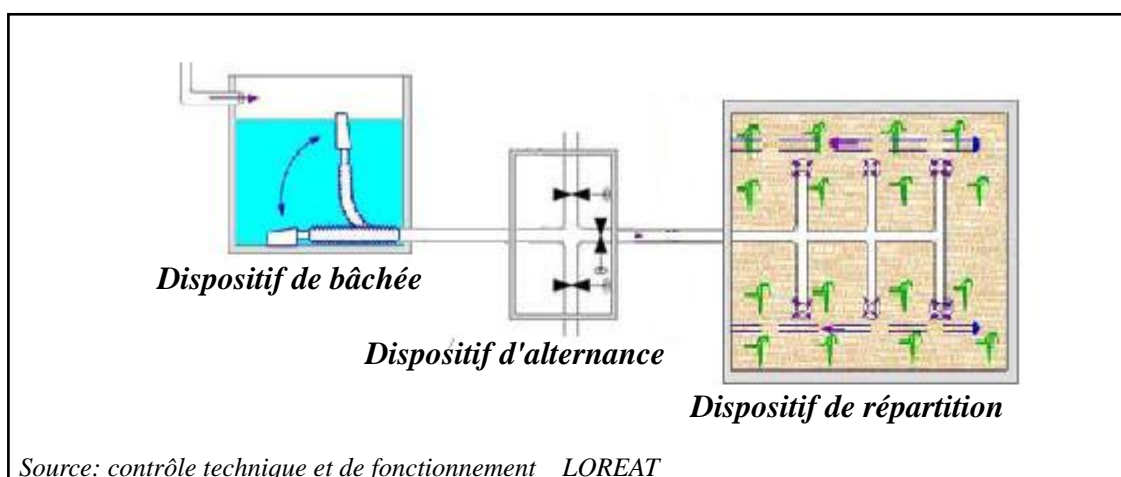 Dispositif de bâchée
Dispositif d'alternance
Dispositif de répartition
Source: contrôle technique et de fonctionnement LOREAT